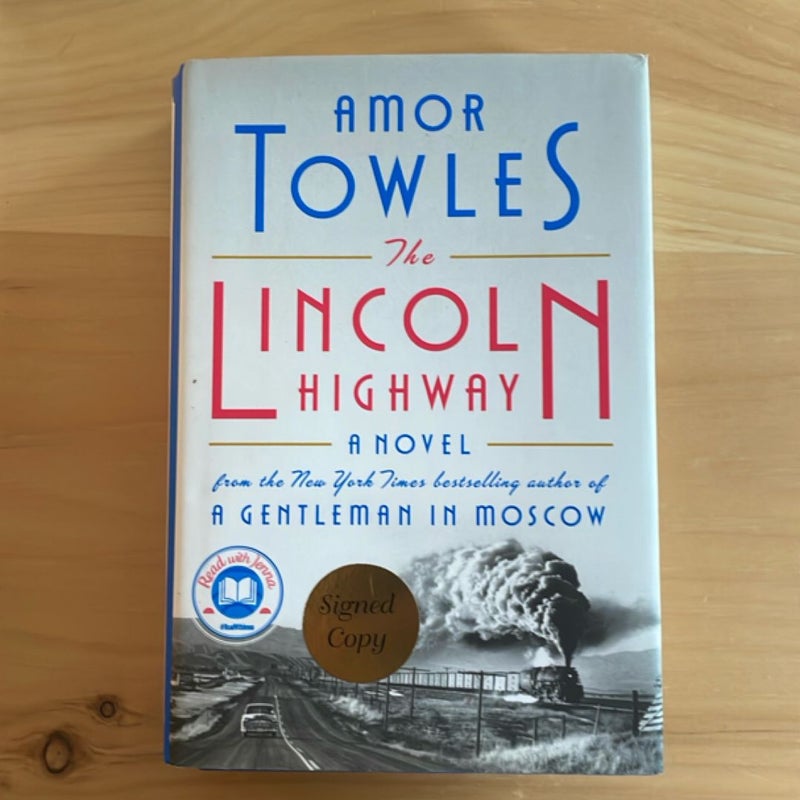 AMOR
TOWLES
The
LINCOLN
HIGHWAY
A NOVEL
from the New York Times bestselling author of
A GENTLEMAN IN MOSCOW
Read with Jenna
Signed
Copy